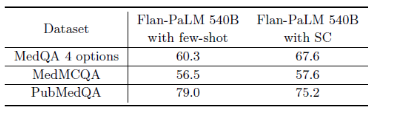 Dataset Flan-PaLM 540B with few-shot Flan-PaLM 540B with SC
MedQA 4 options 60.3 67.6
MedMCQA 56.5 57.6
PubMedQA 79.0 75.2